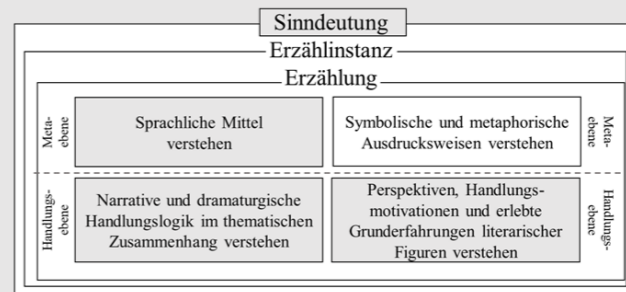 Sinndeutung
Erzählinstanz
Erzählung
Meta-
ebene
Sprachliche Mittel
verstehen
Symbolische und metaphorische
Ausdrucksweisen verstehen
Meta-
ebene
Handlungs-
ebene
Narrative und dramaturgische
Handlungslogik im thematischen
Zusammenhang verstehen
Perspektiven, Handlungs-
motivationen und erlebte
Grunderfahrungen literarischer
Figuren verstehen
Handlungs-
ebene